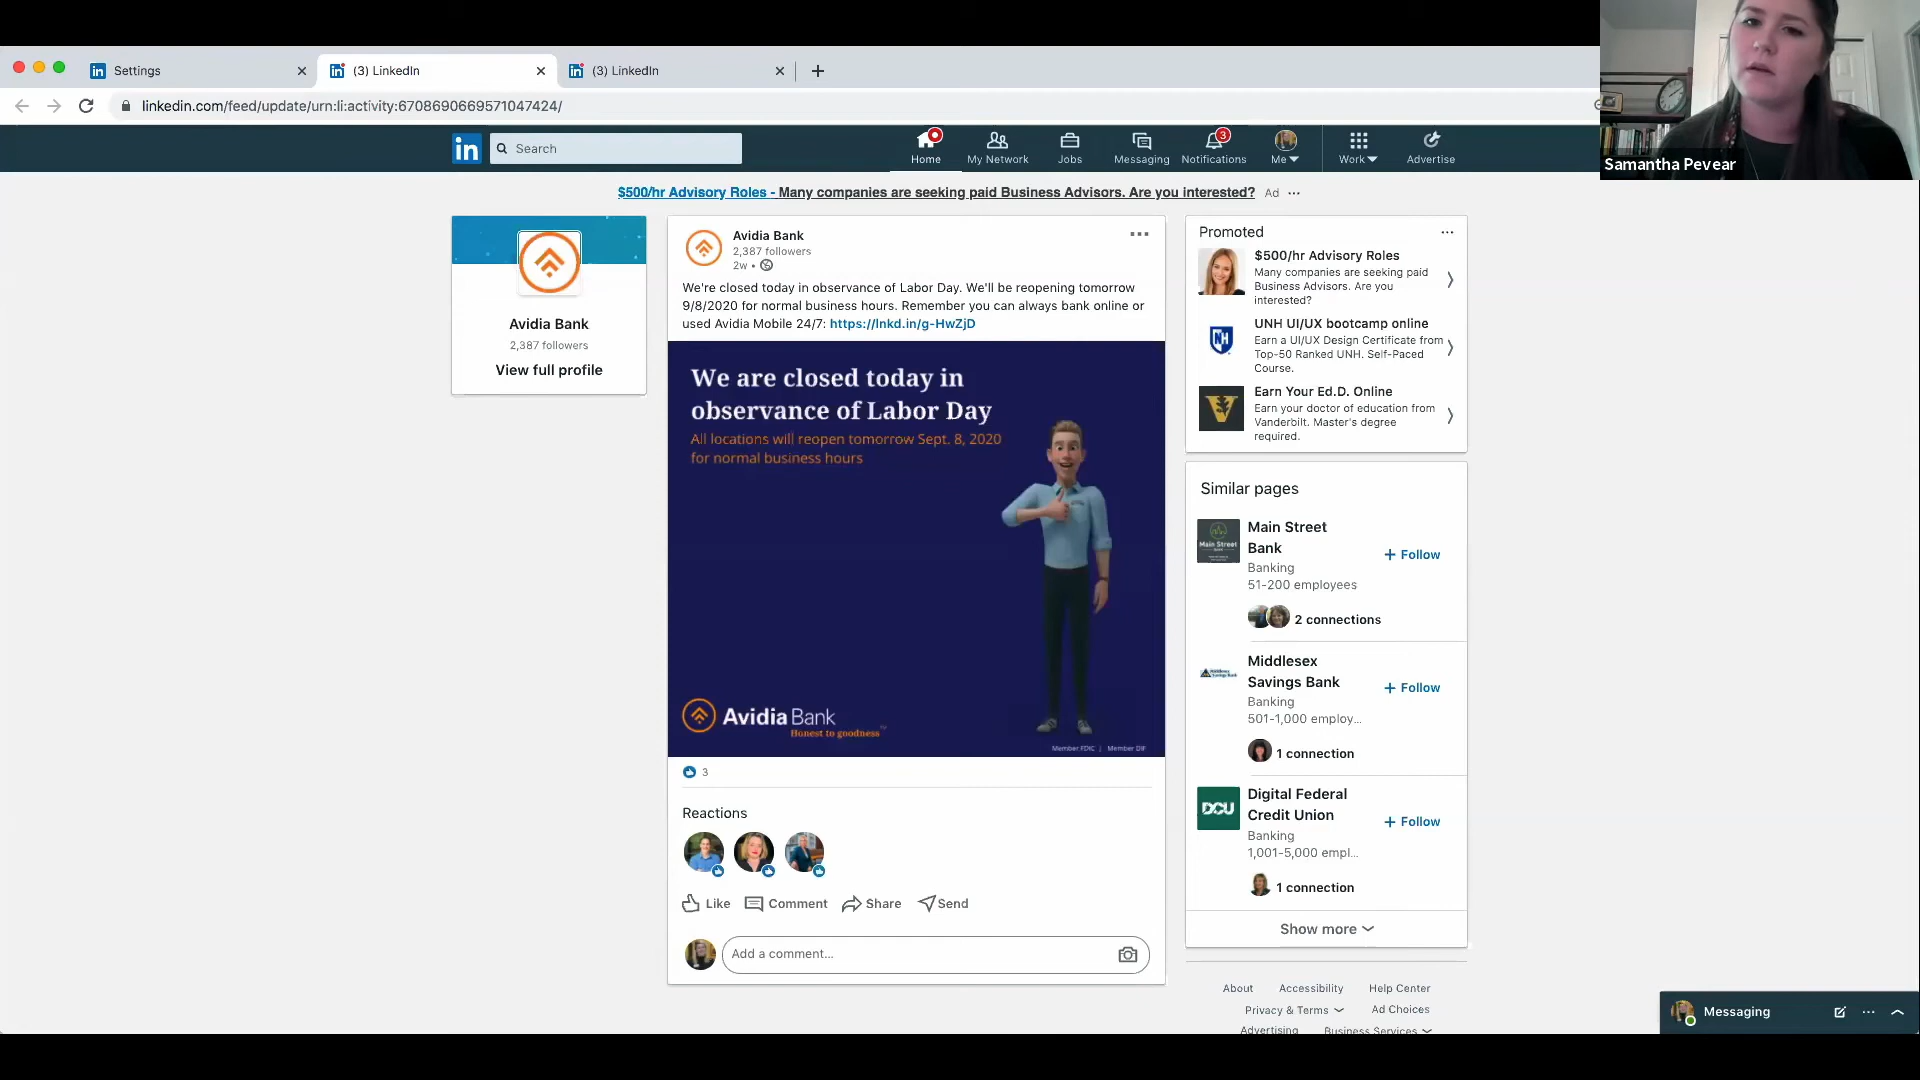 Settings
(3) LinkedIn
(3) LinkedIn
linkedin.com/feed/update/urn:li:activity:6708690669571047424/
Samantha Pevear
in
Search
Home
My Network
Jobs
Messaging
3
Notifications
Me
Work
Advertise
$500/hr Advisory Roles - Many companies are seeking paid Business Advisors. Are you interested? Ad ...
Avidia Bank
2,387 followers
View full profile
Avidia Bank
2,387 followers
2w •
We're closed today in observance of Labor Day. We'll be reopening tomorrow
9/8/2020 for normal business hours. Remember you can always bank online or
used Avidia Mobile 24/7: https://lnkd.in/g-HwZjD
We are closed today in
observance of Labor Day
All locations will reopen tomorrow Sept. 8, 2020
for normal business hours
Avidia Bank
Honest to goodness
Member FDIC | Member DIF
3
Reactions
Like
Comment
Share
Send
Add a comment...
Promoted
$500/hr Advisory Roles
Many companies are seeking paid
Business Advisors. Are you
interested?
UNH UI/UX bootcamp online
Earn a UI/UX Design Certificate from
Top-50 Ranked UNH. Self-Paced
Course.
Earn Your Ed.D. Online
Earn your doctor of education from
Vanderbilt. Master's degree
required.
Similar pages
Main Street
Bank
Banking
51-200 employees
+ Follow
2 connections
Middlesex
Savings Bank
Banking
501-1,000 employ...
+ Follow
1 connection
DCU
Digital Federal
Credit Union
Banking
1,001-5,000 empl...
+ Follow
1 connection
Show more
About
Accessibility
Help Center
Privacy & Terms
Ad Choices
Advertising
Business Services
Messaging